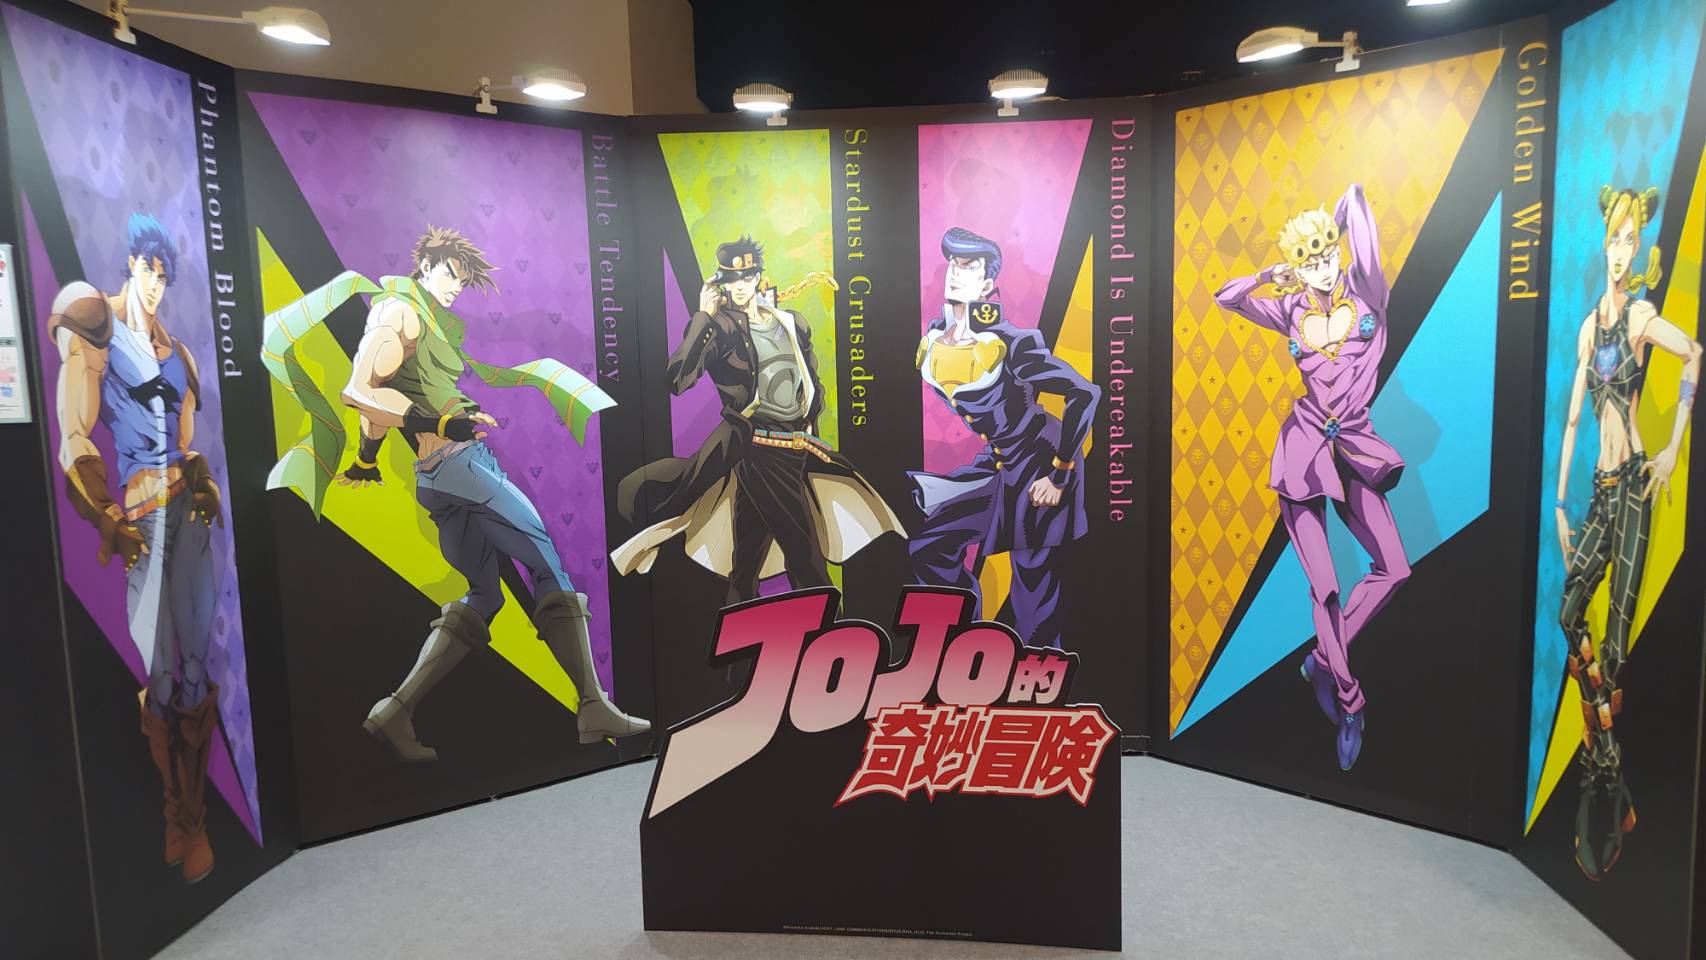 Phantom Blood
Battle Tendency
Stardust Crusaders
Diamond Is Undereakable
Golden Wind
JoJo的
奇妙冒險